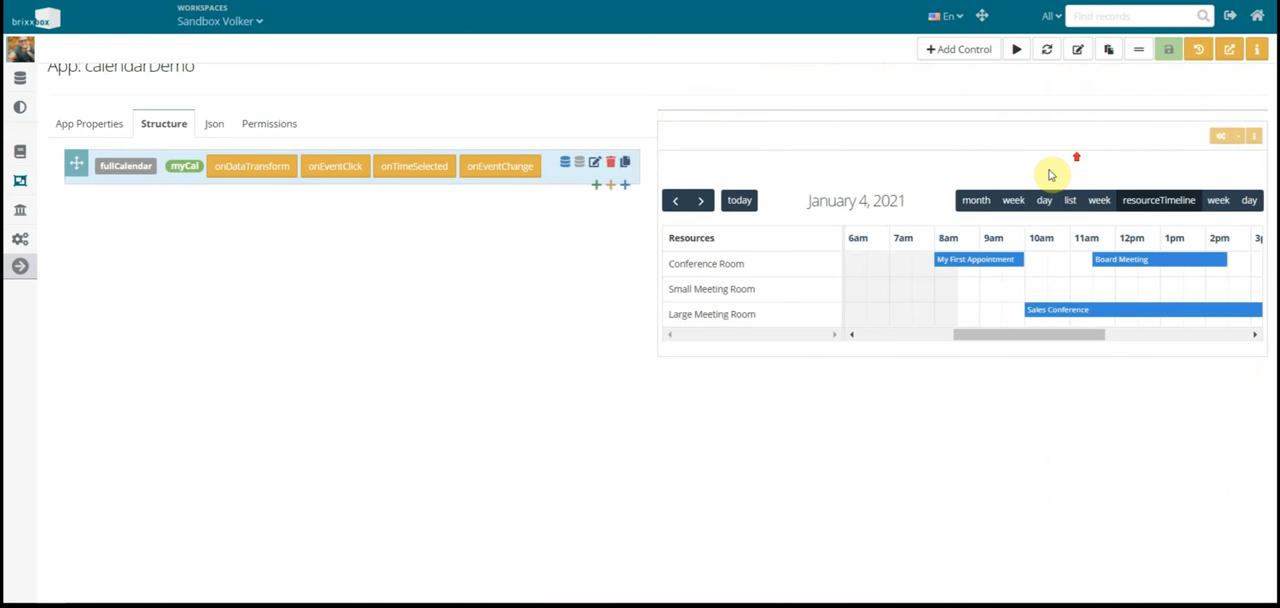 brixxbox
WORKSPACES
Sandbox Volker
En
All
Find records
Add Control
App: calendarDemo
App Properties
Structure
Json
Permissions
fullCalendar
myCal
onDataTransform
onEventClick
onTimeSelected
onEventChange
today
January 4, 2021
month
week
day
list
week
resourceTimeline
week
day
Resources
6am
7am
8am
9am
10am
11am
12pm
1pm
2pm
Conference Room
My First Appointment
Board Meeting
Small Meeting Room
Large Meeting Room
Sales Conference